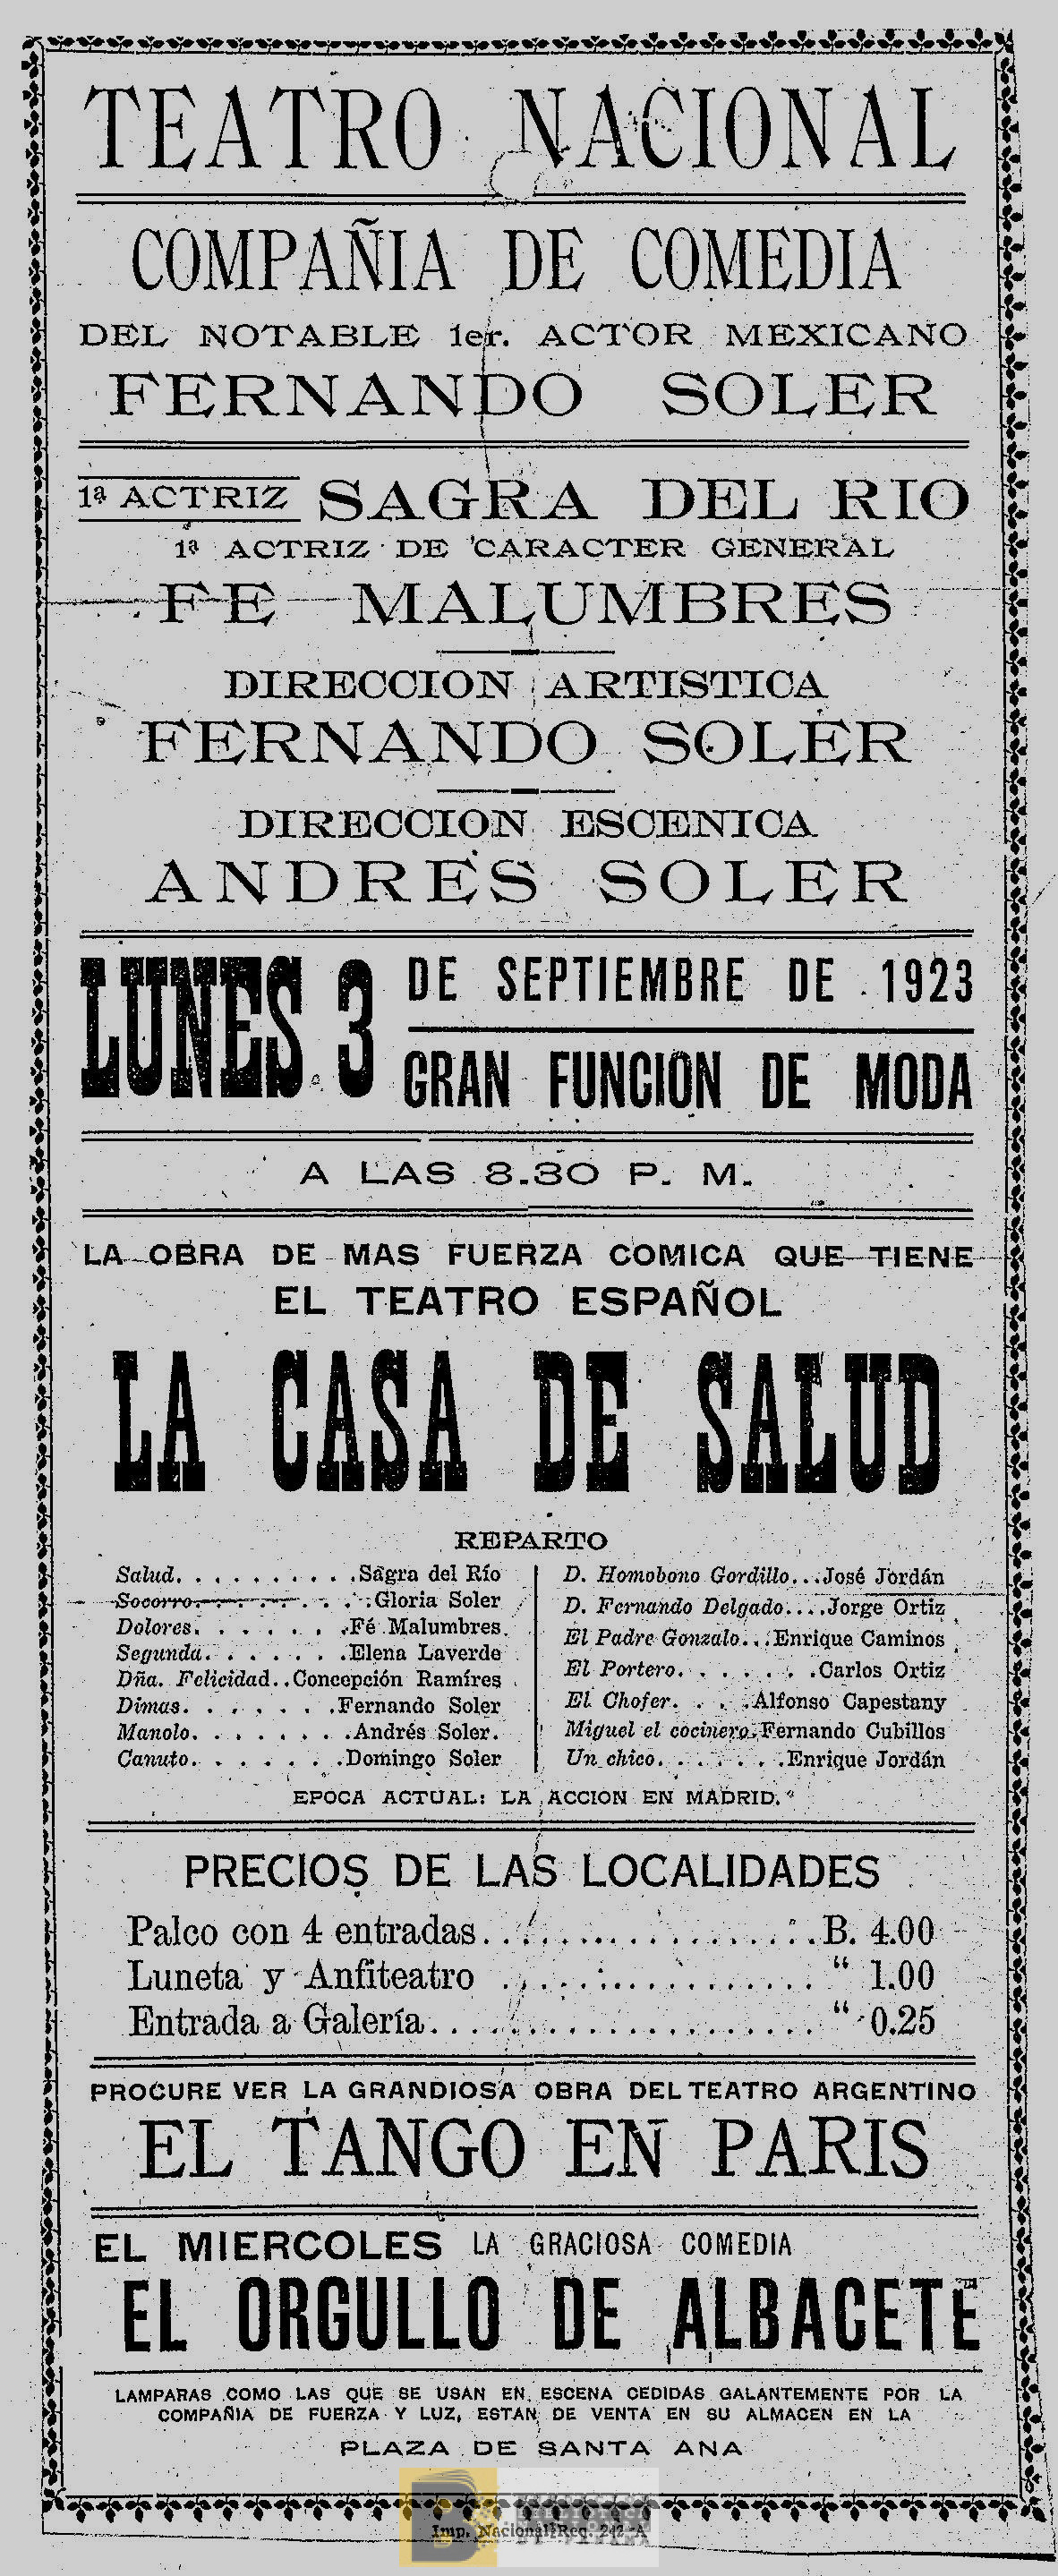 TEATRO NACIONAL
COMPAÑIA DE COMEDIA
DEL NOTABLE 1er. ACTOR MEXICANO
FERNANDO SOLER
1ª ACTRIZ SAGRA DEL RIO
1ª ACTRIZ DE CARACTER GENERAL
FE MALUMBRES
DIRECCION ARTISTICA
FERNANDO SOLER
DIRECCION ESCENICA
ANDRES SOLER
LUNES 3 DE SEPTIEMBRE DE 1923
GRAN FUNCION DE MODA
A LAS 8.30 P. M.
LA OBRA DE MAS FUERZA COMICA QUE TIENE
EL TEATRO ESPAÑOL
LA CASA DE SALUD
REPARTO
Salud. . . . . . . . . .Sagra del Río
Socorro. . . . . . . . .Gloria Soler
Dolores. . . . . . .Fé Malumbres.
Segunda. . . . . . .Elena Laverde
Dña. Felicidad. .Concepción Ramíres
Dimas. . . . . . .Fernando Soler
Manolo. . . . . . . .Andrés Soler.
Canuto. . . . . . .Domingo Soler
D. Homobono Gordillo. . .José Jordán
D. Fernando Delgado. . . .Jorge Ortiz
El Padre Gonzalo. . .Enrique Caminos
El Portero. . . . . . .Carlos Ortiz
El Chofer. . . .Alfonso Capestany
Miguel el cocinero.Fernando Cubillos
Un chico. . . . . . .Enrique Jordán
EPOCA ACTUAL: LA ACCION EN MADRID.
PRECIOS DE LAS LOCALIDADES
Palco con 4 entradas. . . . . . . . . . . . . . . . .B. 4.00
Luneta y Anfiteatro . . . . . . . . . . . . . . . . “ 1.00
Entrada a Galería. . . . . . . . . . . . . . . . . . . . “ 0.25
PROCURE VER LA GRANDIOSA OBRA DEL TEATRO ARGENTINO
EL TANGO EN PARIS
EL MIERCOLES LA GRACIOSA COMEDIA
EL ORGULLO DE ALBACETE
LAMPARAS COMO LAS QUE SE USAN EN ESCENA CEDIDAS GALANTEMENTE POR LA
COMPAÑIA DE FUERZA Y LUZ, ESTAN DE VENTA EN SU ALMACEN EN LA
PLAZA DE SANTA ANA
Imp. Nacional Req. 242-A